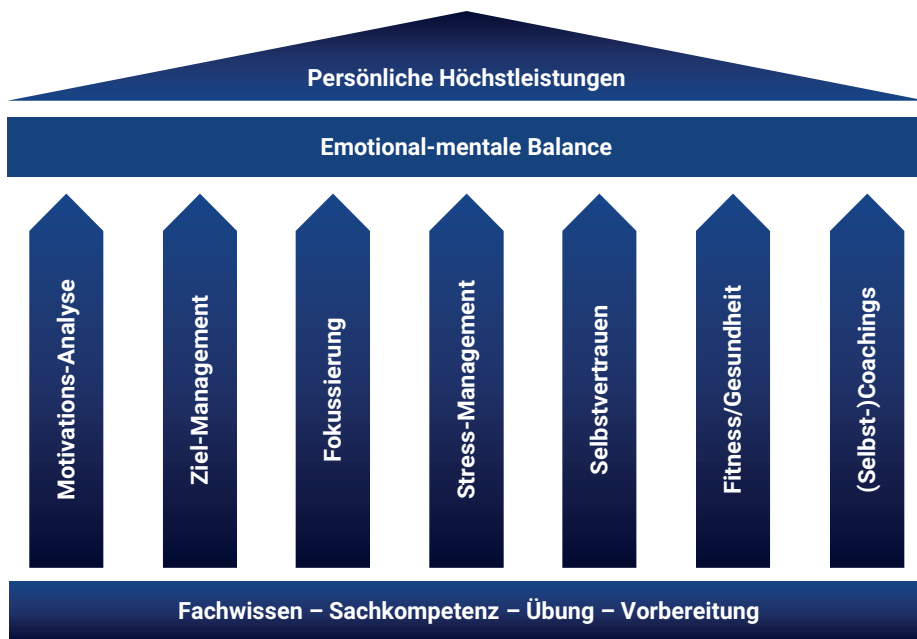 Persönliche Höchstleistungen
Emotional-mentale Balance
Motivations-Analyse
Ziel-Management
Fokussierung
Stress-Management
Selbstvertrauen
Fitness/Gesundheit
(Selbst-)Coachings
Fachwissen – Sachkompetenz – Übung – Vorbereitung